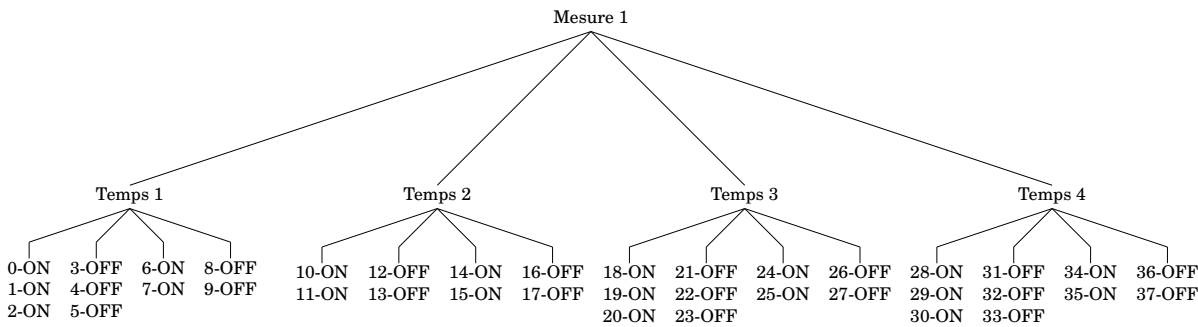 Mesure 1
Temps 1 Temps 2 Temps 3 Temps 4
0-ON 3-OFF 6-ON 8-OFF 10-ON 12-OFF 14-ON 16-OFF 18-ON 21-OFF 24-ON 26-OFF 28-ON 31-OFF 34-ON 36-OFF
1-ON 4-OFF 7-ON 9-OFF 11-ON 13-OFF 15-ON 17-OFF 19-ON 22-OFF 25-ON 27-OFF 29-ON 32-OFF 35-ON 37-OFF
2-ON 5-OFF 20-ON 23-OFF 30-ON 33-OFF